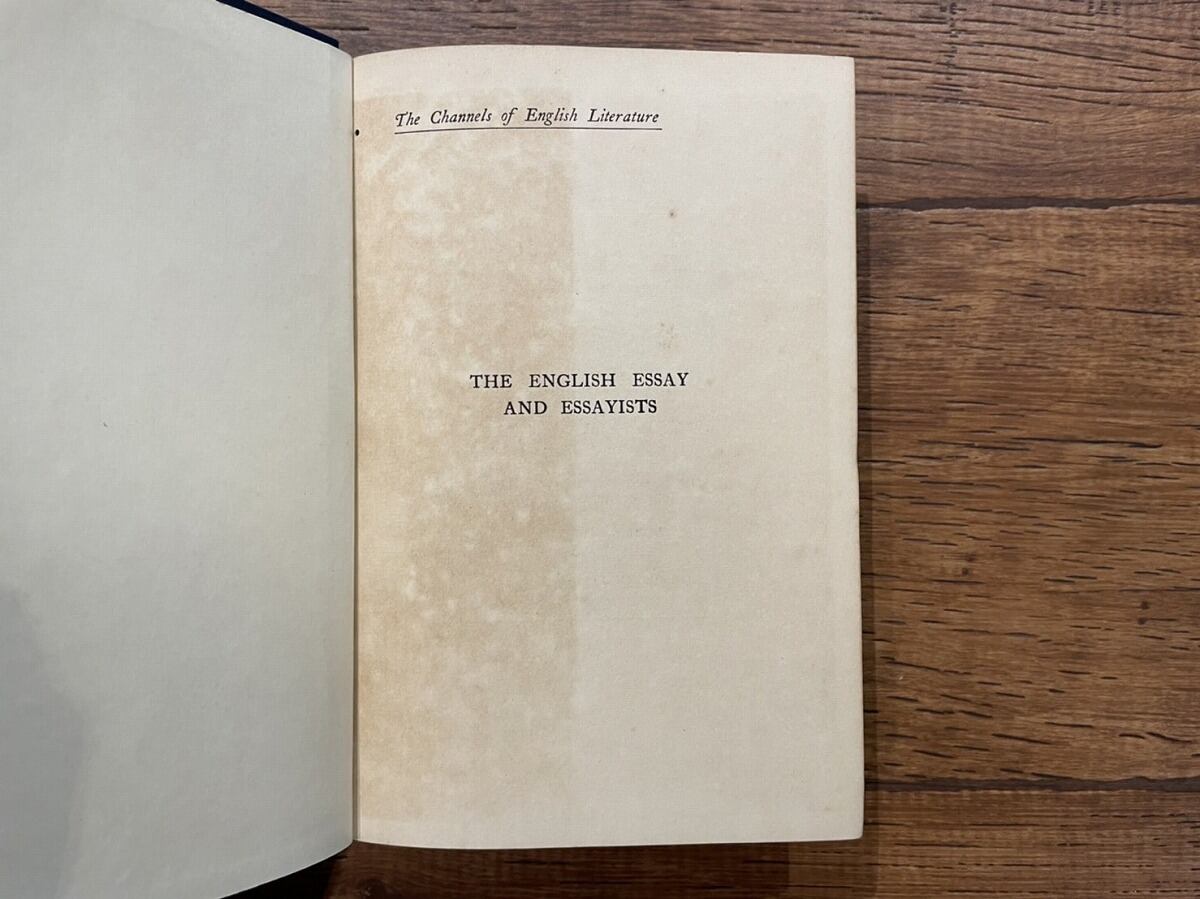 The Channels of English Literature
THE ENGLISH ESSAY
AND ESSAYISTS